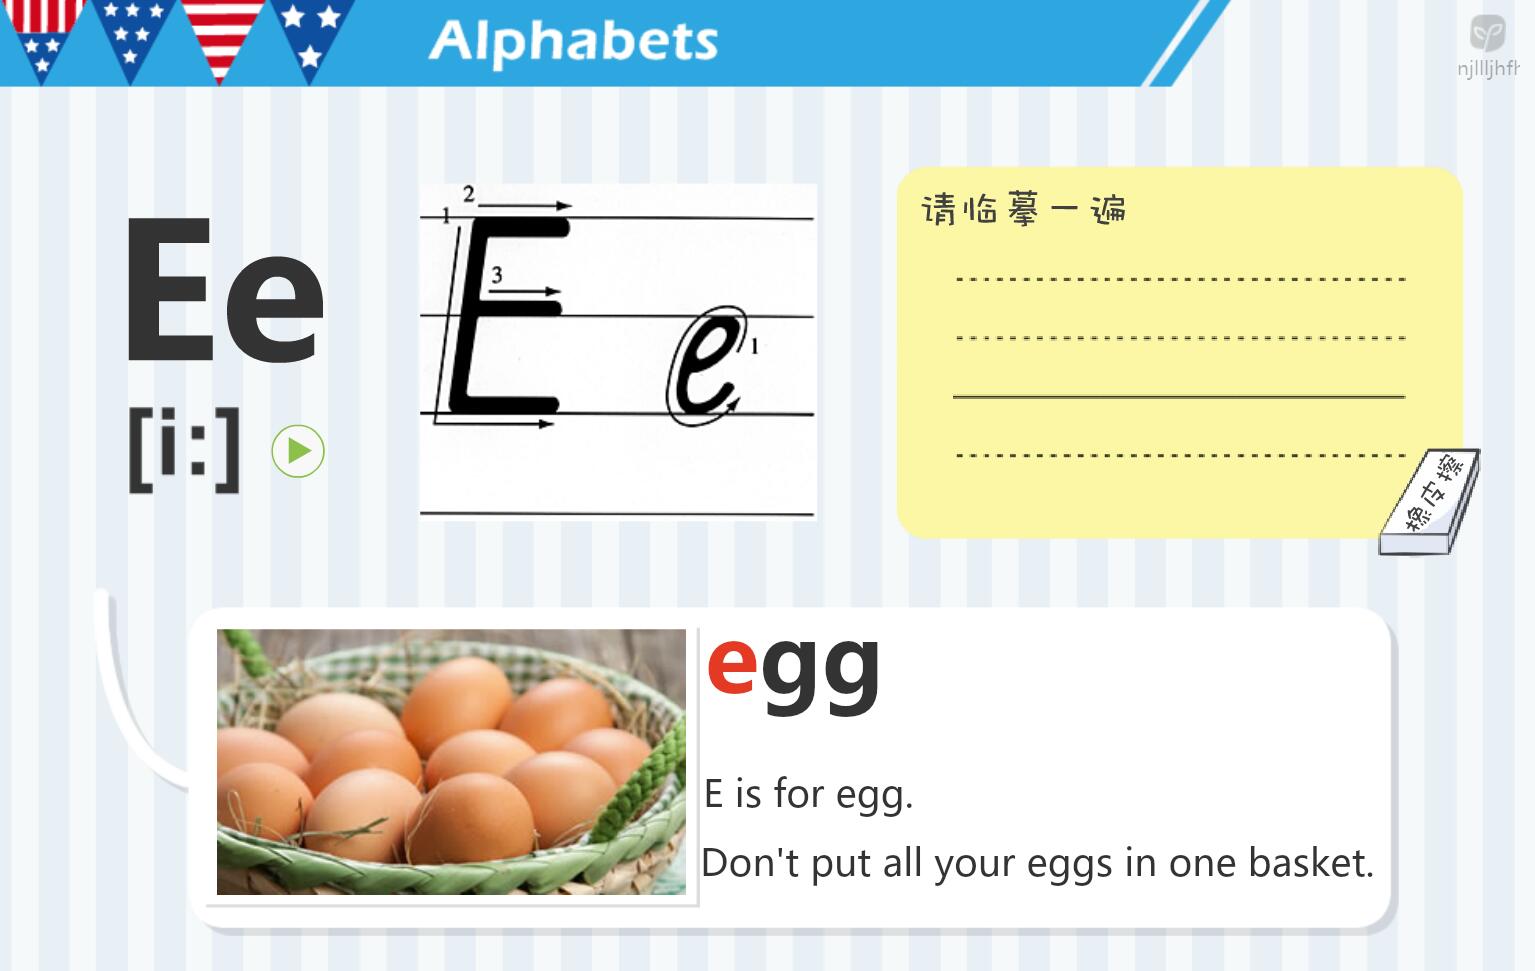 Alphabets
njllljhfh
Ee
[i:]
2
1
3
E e
1
请临摹一遍
橡皮擦
egg
E is for egg.
Don't put all your eggs in one basket.